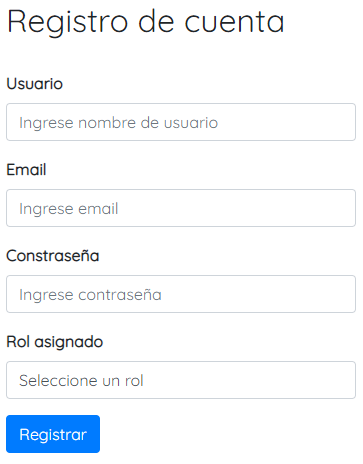 Registro de cuenta
Usuario
Ingrese nombre de usuario
Email
Ingrese email
Constraseña
Ingrese contraseña
Rol asignado
Seleccione un rol
Registrar